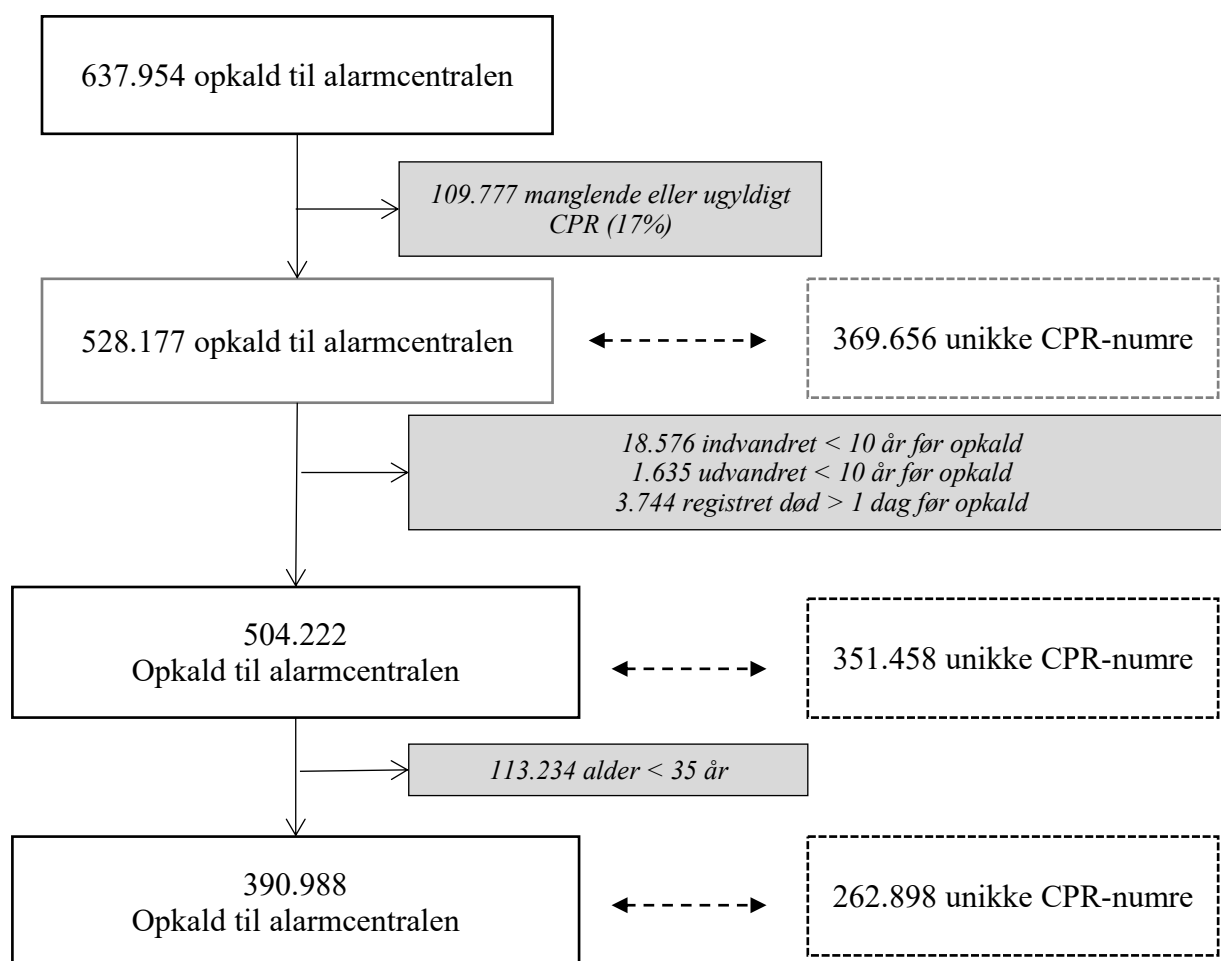 637.954 opkald til alarmcentralen
109.777 manglende eller ugyldigt
CPR (17%)
528.177 opkald til alarmcentralen
369.656 unikke CPR-numre
18.576 indvandret < 10 år før opkald
1.635 udvandret < 10 år før opkald
3.744 registret død > 1 dag før opkald
504.222
Opkald til alarmcentralen
351.458 unikke CPR-numre
113.234 alder < 35 år
390.988
Opkald til alarmcentralen
262.898 unikke CPR-numre